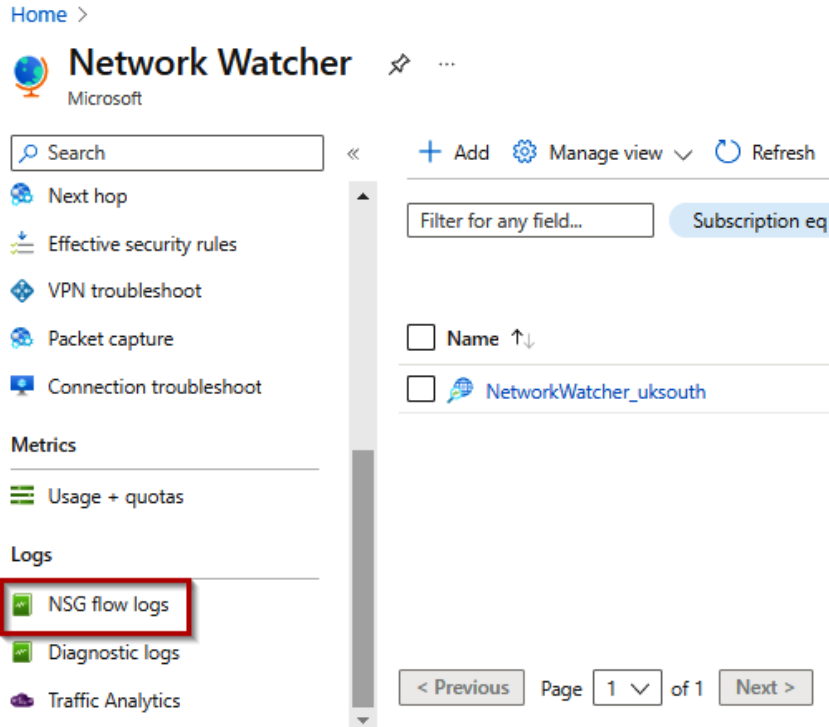 Home >
Network Watcher
Microsoft
Search
Next hop
Effective security rules
VPN troubleshoot
Packet capture
Connection troubleshoot
Metrics
Usage + quotas
Logs
NSG flow logs
Diagnostic logs
Traffic Analytics
+ Add Manage view Refresh
Filter for any field... Subscription eq
Name
NetworkWatcher_uksouth
< Previous Page 1 of 1 Next >